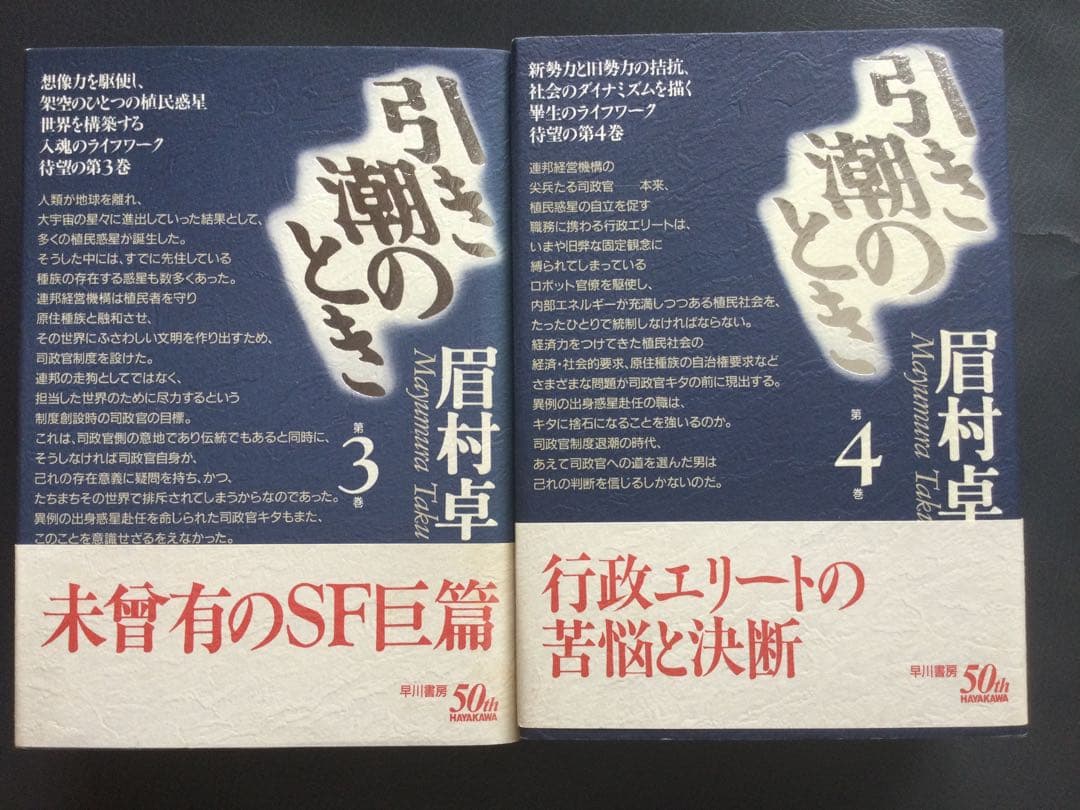 想像力を駆使し、
架空のひとつの植民惑星
世界を構築する
入魂のライフワーク
待望の第3巻
引き
潮の
とき
人類が地球を離れ、
大宇宙の星々に進出していった結果として、
多くの植民惑星が誕生した。
そうした中には、すでに先住している
種族の存在する惑星も数多くあった。
連邦経営機構は植民者を守り
原住種族と融和させ、
その世界にふさわしい文明を作り出すため、
司政官制度を設けた。
連邦の走狗としてではなく、
担当した世界のために尽力するという
制度創設時の司政官の目標。
これは、司政官側の意地であり伝統でもあると同時に、
そうしなければ司政官自身が、
己れの存在意義に疑問を持ち、かつ、
たちまちその世界で排斥されてしまうからなのであった。
異例の出身惑星赴任を命じられた司政官キタもまた、
このことを意識せざるをえなかった。
第3巻
眉村卓
Mayumura Taku
未曾有のSF巨篇
早川書房
50th
HAYAKAWA
新勢力と旧勢力の拮抗、
社会のダイナミズムを描く
畢生のライフワーク
待望の第4巻
引き
潮の
とき
連邦経営機構の
尖兵たる司政官──本来、
植民惑星の自立を促す
職務に携わる行政エリートは、
いまや旧弊な固定観念に
縛られてしまっている
ロボット官僚を駆使し、
内部エネルギーが充満しつつある植民社会を、
たったひとりで統制しなければならない。
経済力をつけてきた植民社会の
経済・社会的要求、原住種族の自治権要求など
さまざまな問題が司政官キタの前に現出する。
異例の出身惑星赴任の職は、
キタに捨石になることを強いるのか。
司政官制度退潮の時代、
あえて司政官への道を選んだ男は
己れの判断を信じるしかないのだ。
第4巻
眉村卓
Mayumura Taku
行政エリートの
苦悩と決断
早川書房
50th
HAYAKAWA